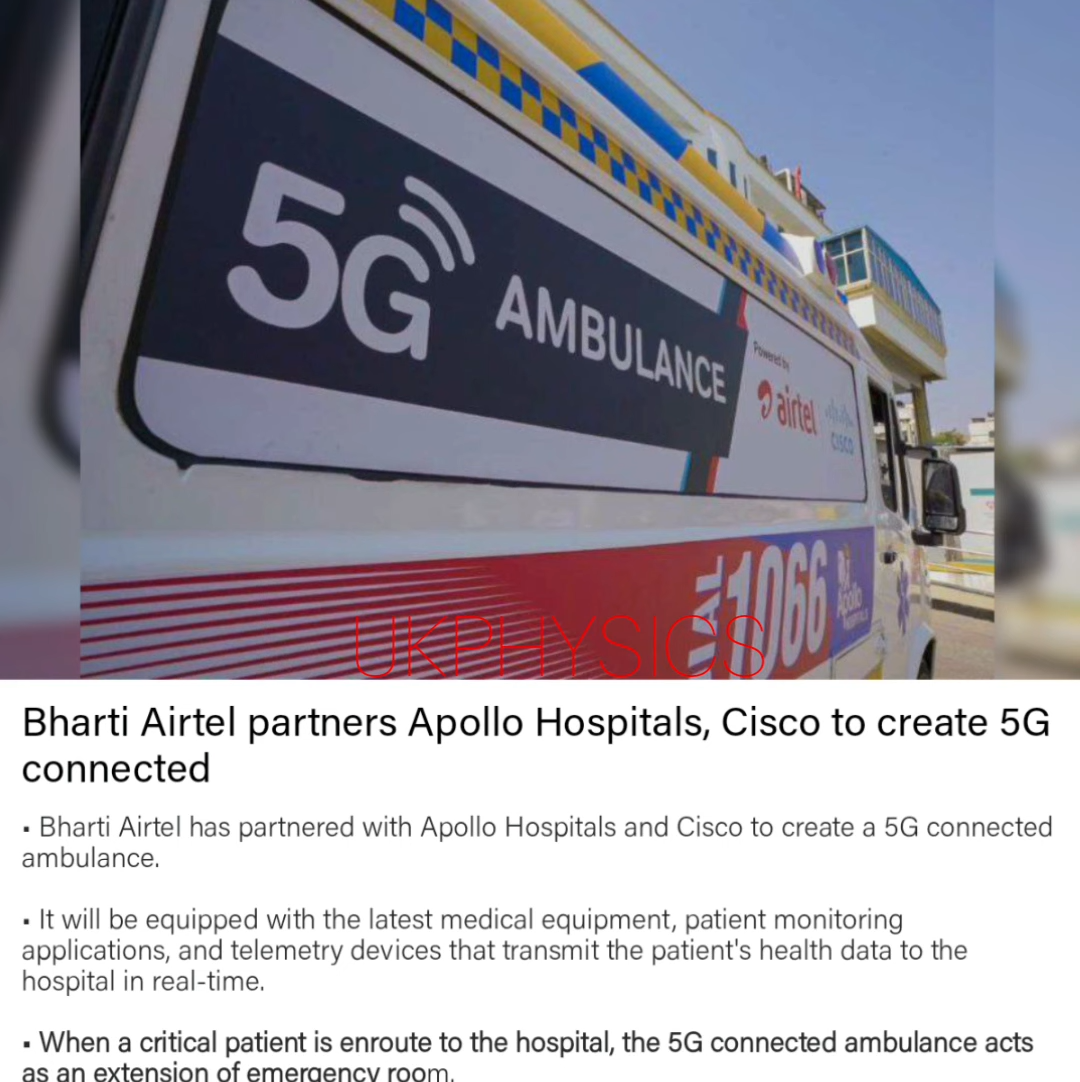 5G AMBULANCE
Powered by
airtel
cisco
1066
Apollo
HOSPITALS
UKPHYSICS
Bharti Airtel partners Apollo Hospitals, Cisco to create 5G
connected
▪ Bharti Airtel has partnered with Apollo Hospitals and Cisco to create a 5G connected
ambulance.
▪ It will be equipped with the latest medical equipment, patient monitoring
applications, and telemetry devices that transmit the patient's health data to the
hospital in real-time.
▪ When a critical patient is enroute to the hospital, the 5G connected ambulance acts
as an extension of emergency room.